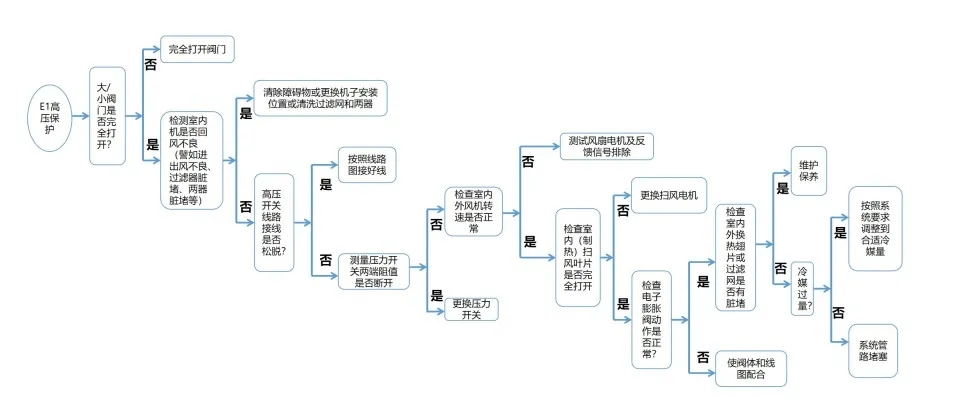 E1高
压保
护
大/
小阀
门是
否完
全打
开?
否
完全打开阀门
是
检测室内
机是否回
风不良
（譬如进
出风不良、
过滤器脏
堵、两器
脏堵等）
是
清除障碍物或更换机子安装
位置或清洗过滤网和两器
否
高压
开关
线路
接线
是否
松脱?
是
按照线路
图接好线
否
测量压力开
关两端阻值
是否断开
否
检查室内
外风机转
速是否正
常
是
更换压力
开关
否
测试风扇电机及反
馈信号排除
是
检查室
内（制
热）扫
风叶片
是否完
全打开
否
更换扫风电机
是
检查
电子
膨胀
阀动
作是
否正
常?
是
检查
室内
外换
热翅
片或
过滤
网是
否有
脏堵
否
使阀体和线
图配合
是
维护
保养
否
冷
媒
过
量?
是
按照系
统要求
调整到
合适冷
媒量
否
系统管
路堵塞